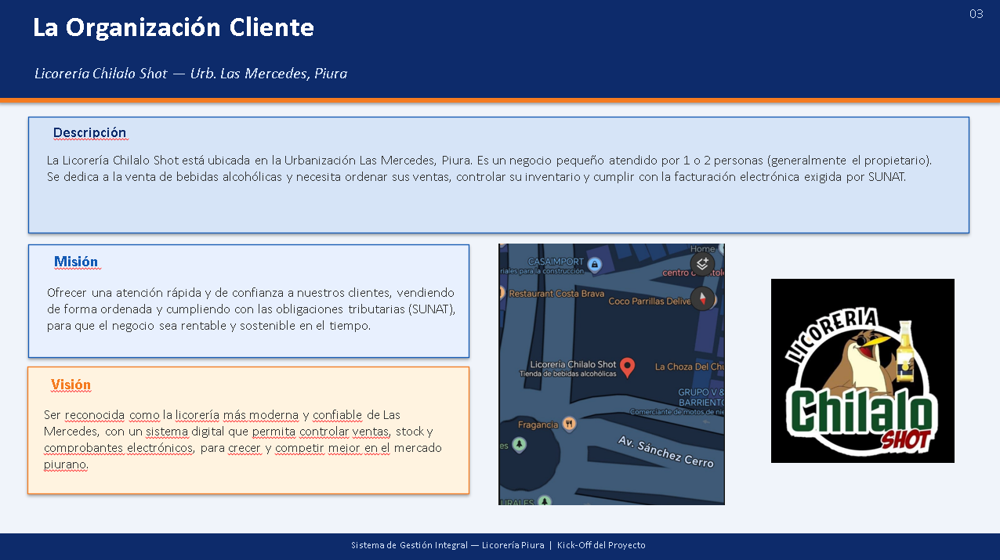 03
La Organización Cliente
Licorería Chilalo Shot — Urb. Las Mercedes, Piura
Descripción
La Licorería Chilalo Shot está ubicada en la Urbanización Las Mercedes, Piura. Es un negocio pequeño atendido por 1 o 2 personas (generalmente el propietario).
Se dedica a la venta de bebidas alcohólicas y necesita ordenar sus ventas, controlar su inventario y cumplir con la facturación electrónica exigida por SUNAT.
Misión
Ofrecer una atención rápida y de confianza a nuestros clientes, vendiendo
de forma ordenada y cumpliendo con las obligaciones tributarias (SUNAT),
para que el negocio sea rentable y sostenible en el tiempo.
Visión
Ser reconocida como la licorería más moderna y confiable de Las
Mercedes, con un sistema digital que permita controlar ventas, stock y
comprobantes electrónicos, para crecer y competir mejor en el mercado
piurano.
Home
CASAIMPORT
riales para la construcción
centro
Restaurant Costa Brava
Coco Parrillas Delive
Licorería Chilalo Shot
Tienda de bebidas alcohólicas
La Choza Del Chu
GRUPO V &
BARRIENTO
Comerciante de motos de nie
Fragancia
es
Av. Sánchez Cerro
URALES
LICORERIA
Chilalo
SHOT
Sistema de Gestión Integral — Licorería Piura | Kick-Off del Proyecto